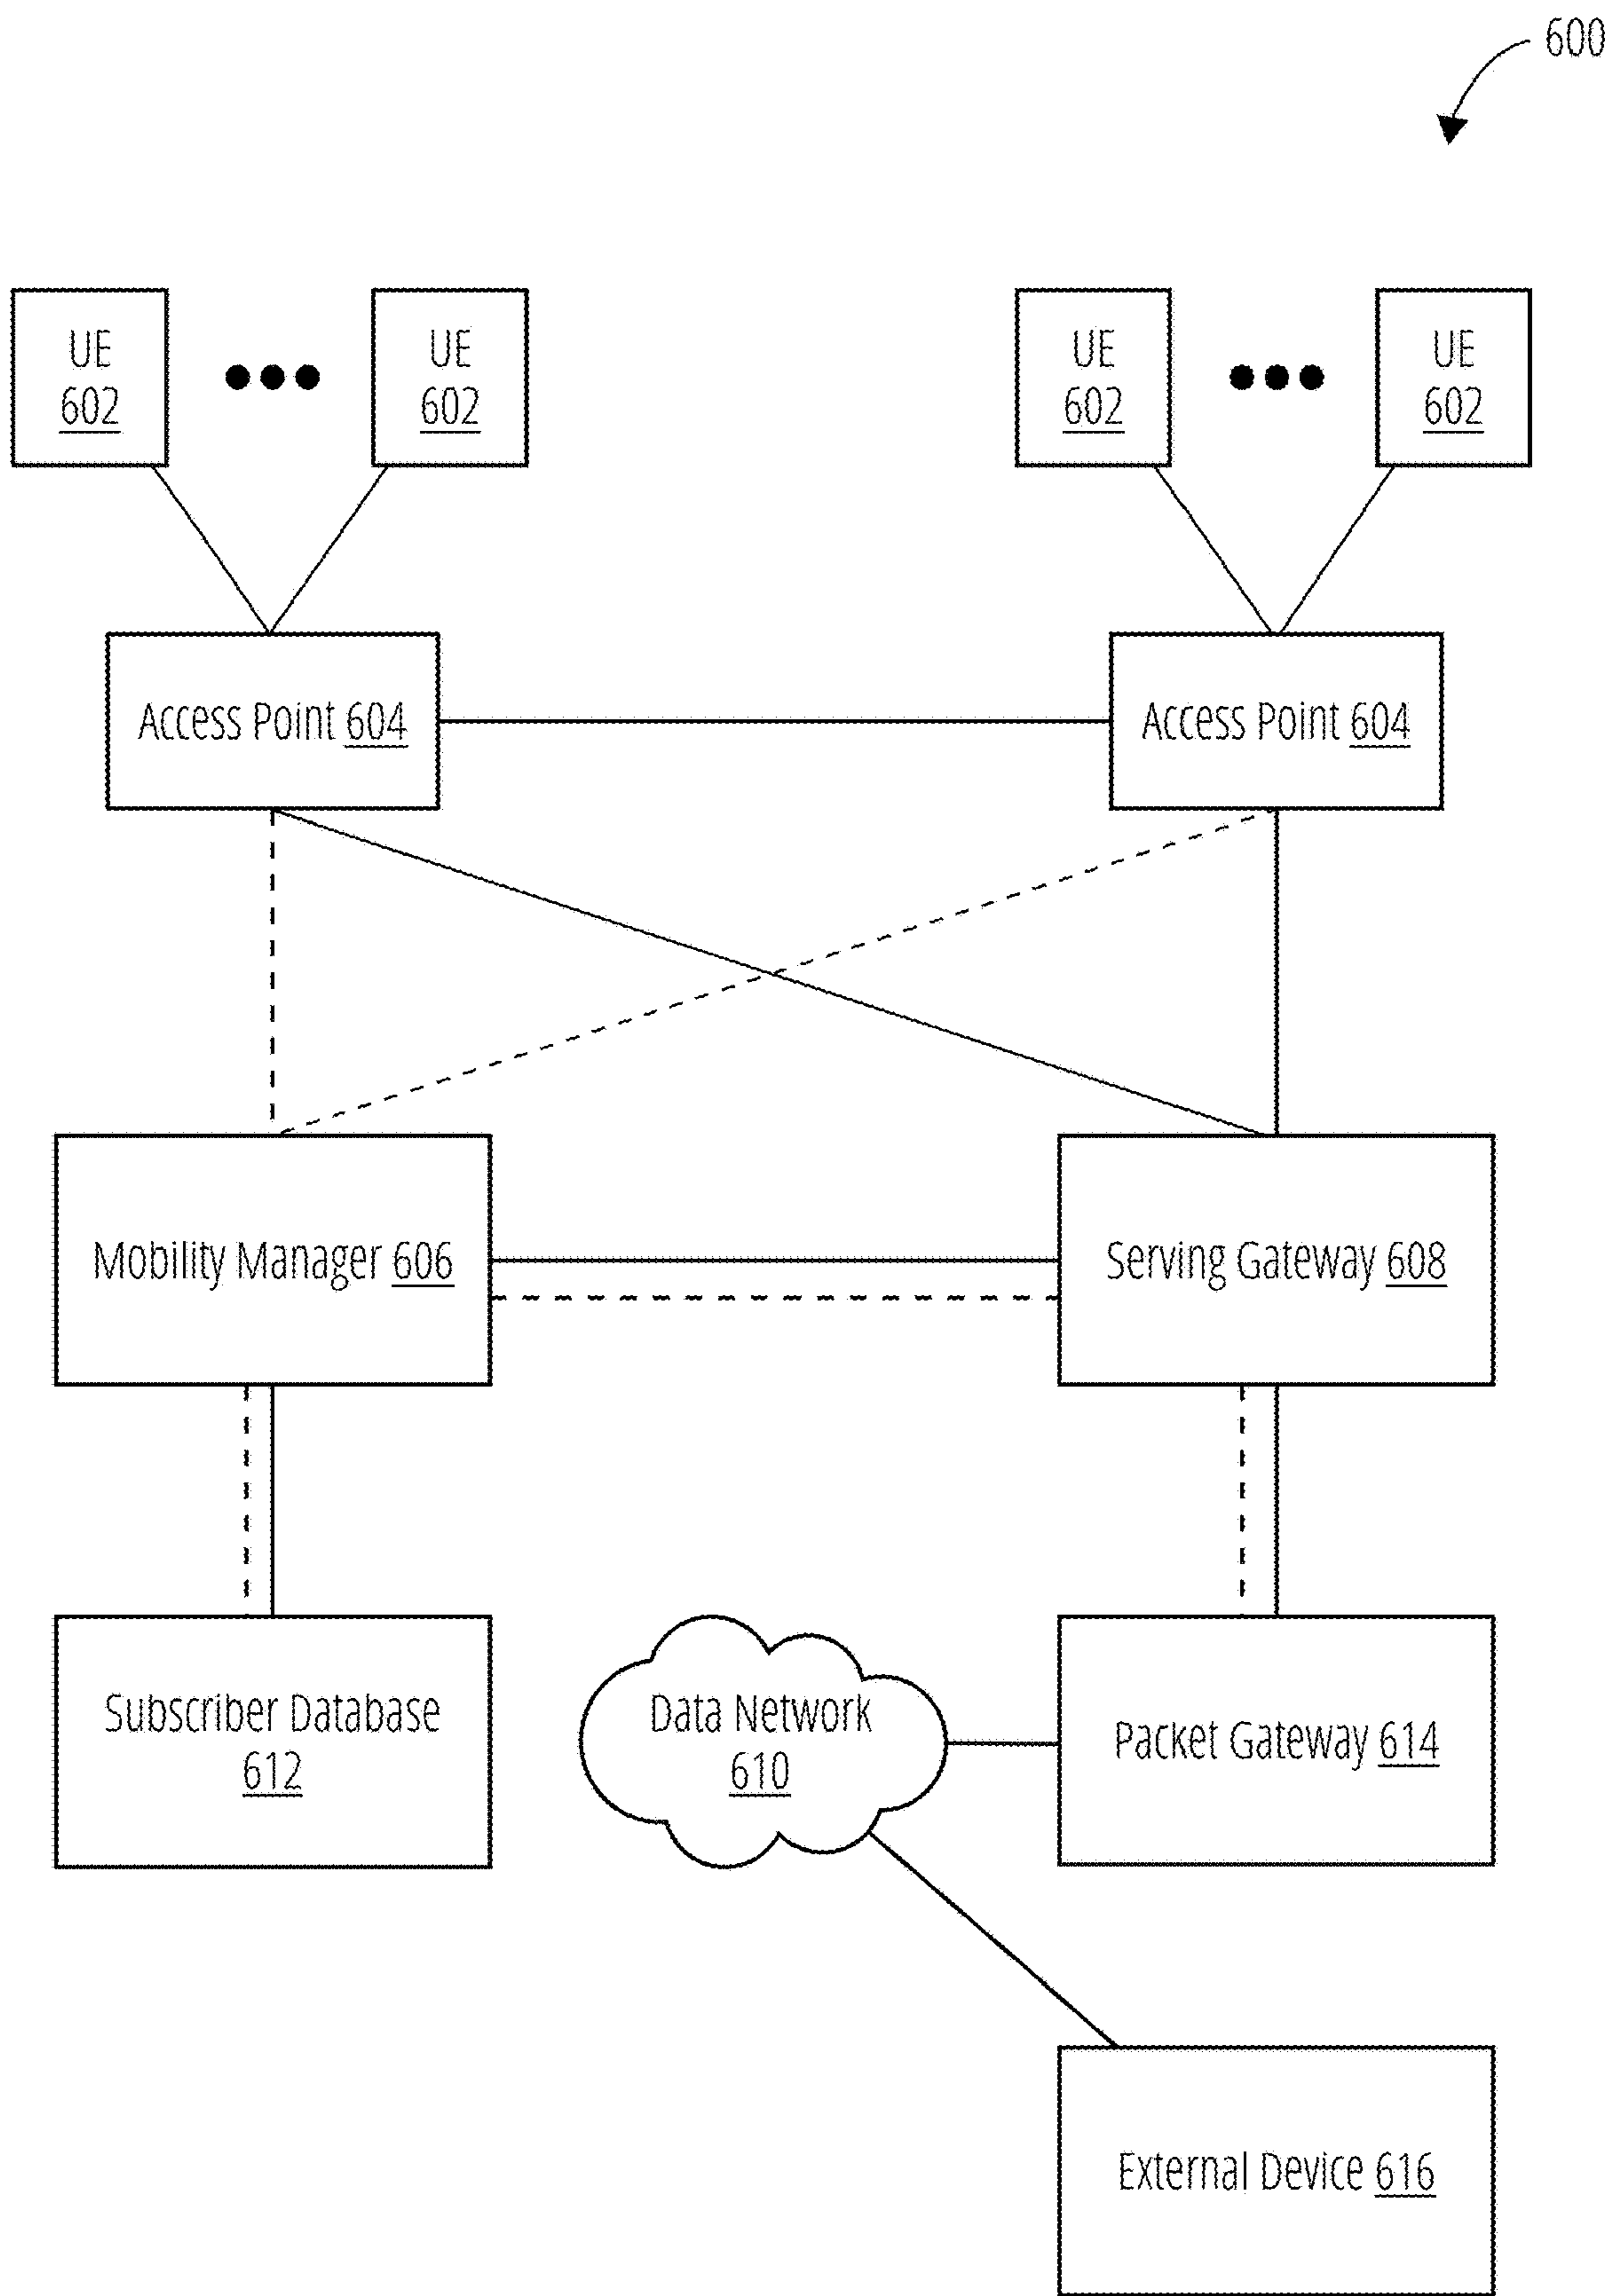 600
UE
602
UE
602
UE
602
UE
602
Access Point 604
Access Point 604
Mobility Manager 606
Serving Gateway 608
Subscriber Database
612
Data Network
610
Packet Gateway 614
External Device 616